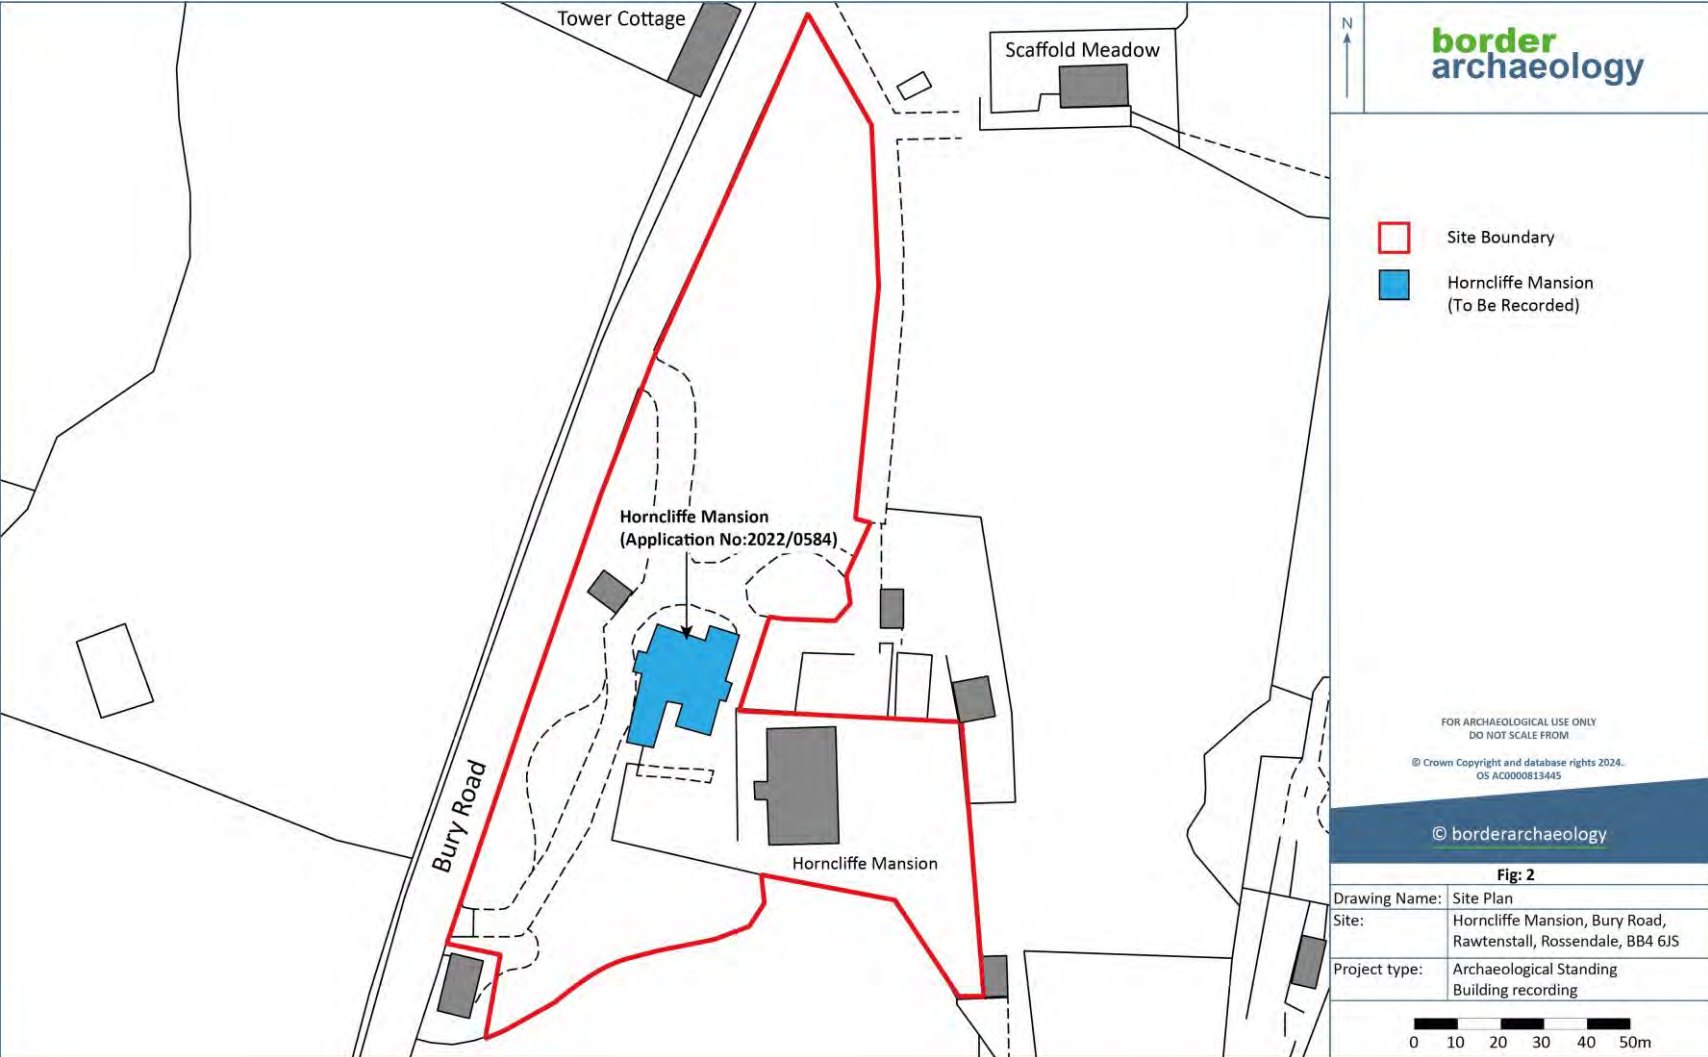 Tower Cottage
Scaffold Meadow
Horncliffe Mansion
(Application No:2022/0584)
Bury Road
Horncliffe Mansion
N
border
archaeology
Site Boundary
Horncliffe Mansion
(To Be Recorded)
FOR ARCHAEOLOGICAL USE ONLY
DO NOT SCALE FROM
© Crown Copyright and database rights 2024.
OS AC0000813445
© borderarchaeology
Fig: 2
Drawing Name: Site Plan
Site: Horncliffe Mansion, Bury Road,
Rawtenstall, Rossendale, BB4 6JS
Project type: Archaeological Standing
Building recording
0 10 20 30 40 50m